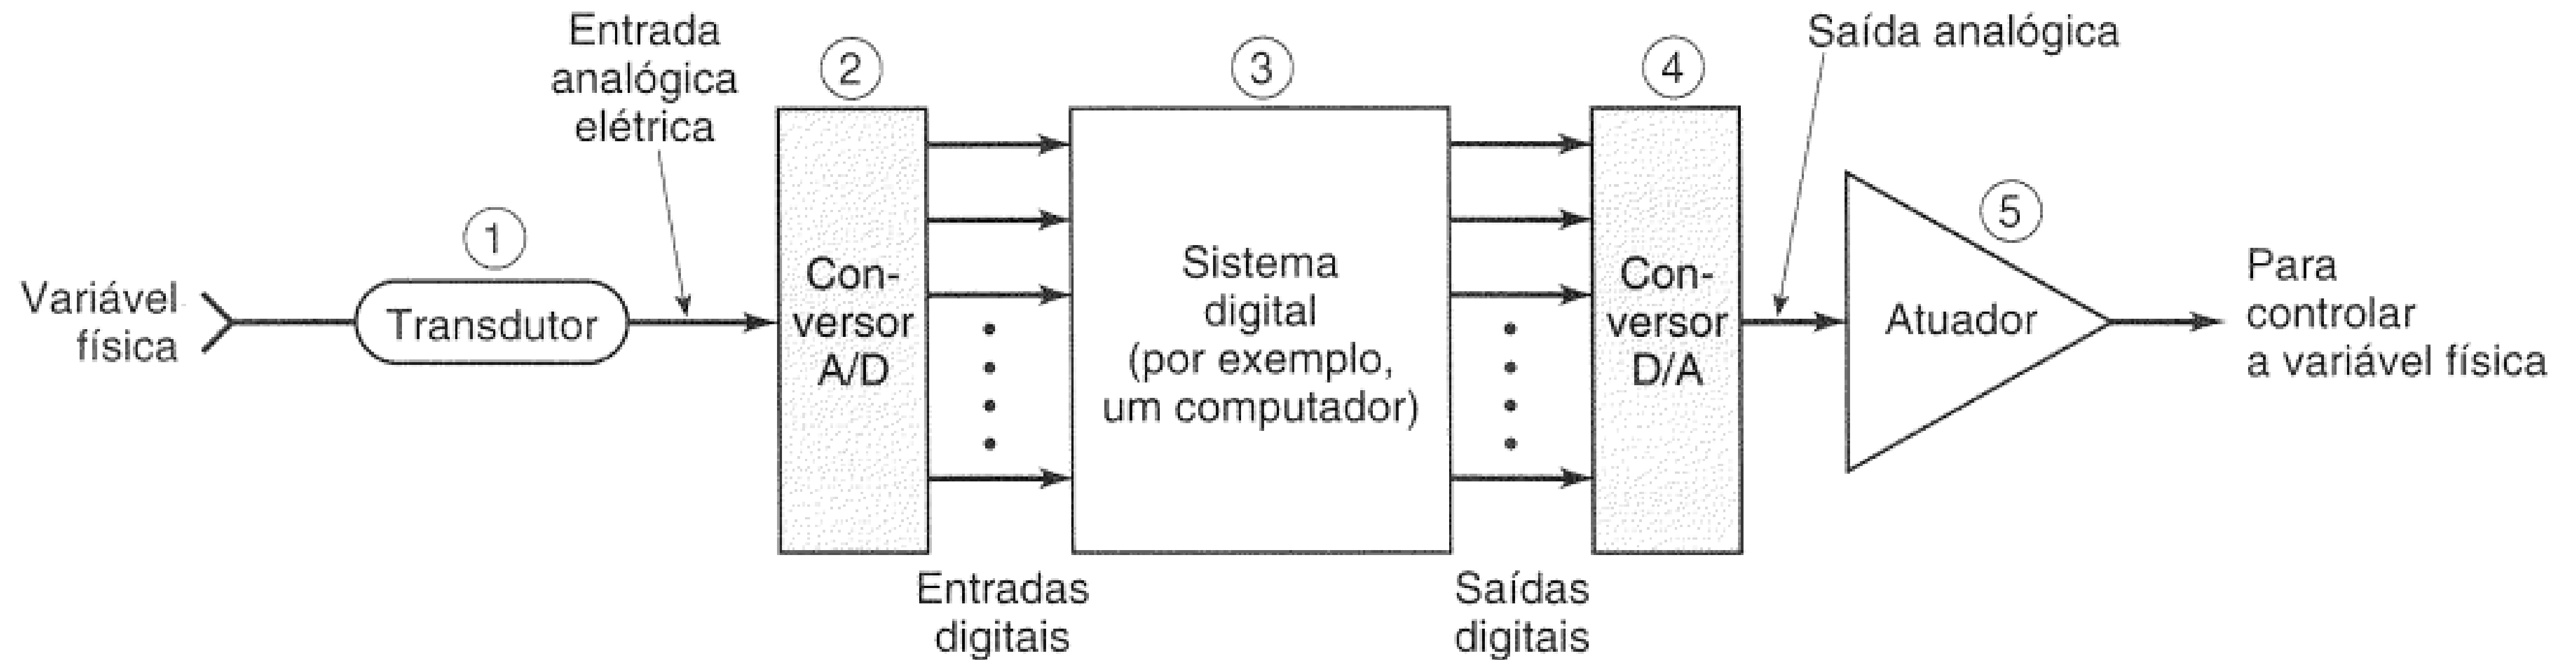 Entrada
analógica
elétrica
2
3
4
Saída analógica
1
5
Variável
física
Transdutor
Con-
versor
A/D
Sistema
digital
(por exemplo,
um computador)
Con-
versor
D/A
Atuador
Para
controlar
a variável física
Entradas
digitais
Saídas
digitais